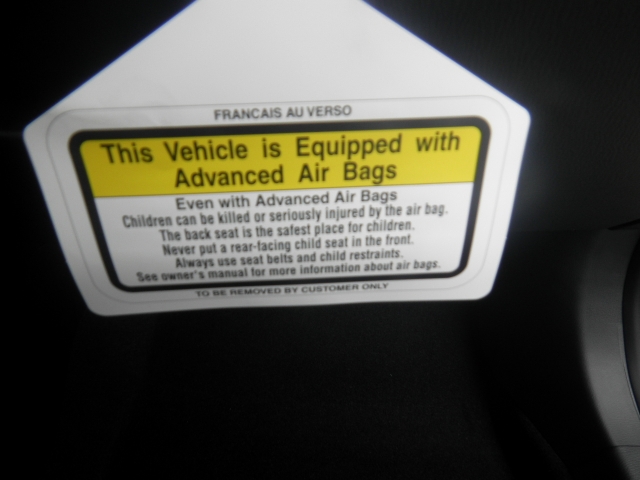 FRANCAIS AU VERSO
This Vehicle is Equipped with
Advanced Air Bags
Even with Advanced Air Bags
Children can be killed or seriously injured by the air bag.
The back seat is the safest place for children.
Never put a rear-facing child seat in the front.
Always use seat belts and child restraints.
See owner's manual for more information about air bags.
TO BE REMOVED BY CUSTOMER ONLY